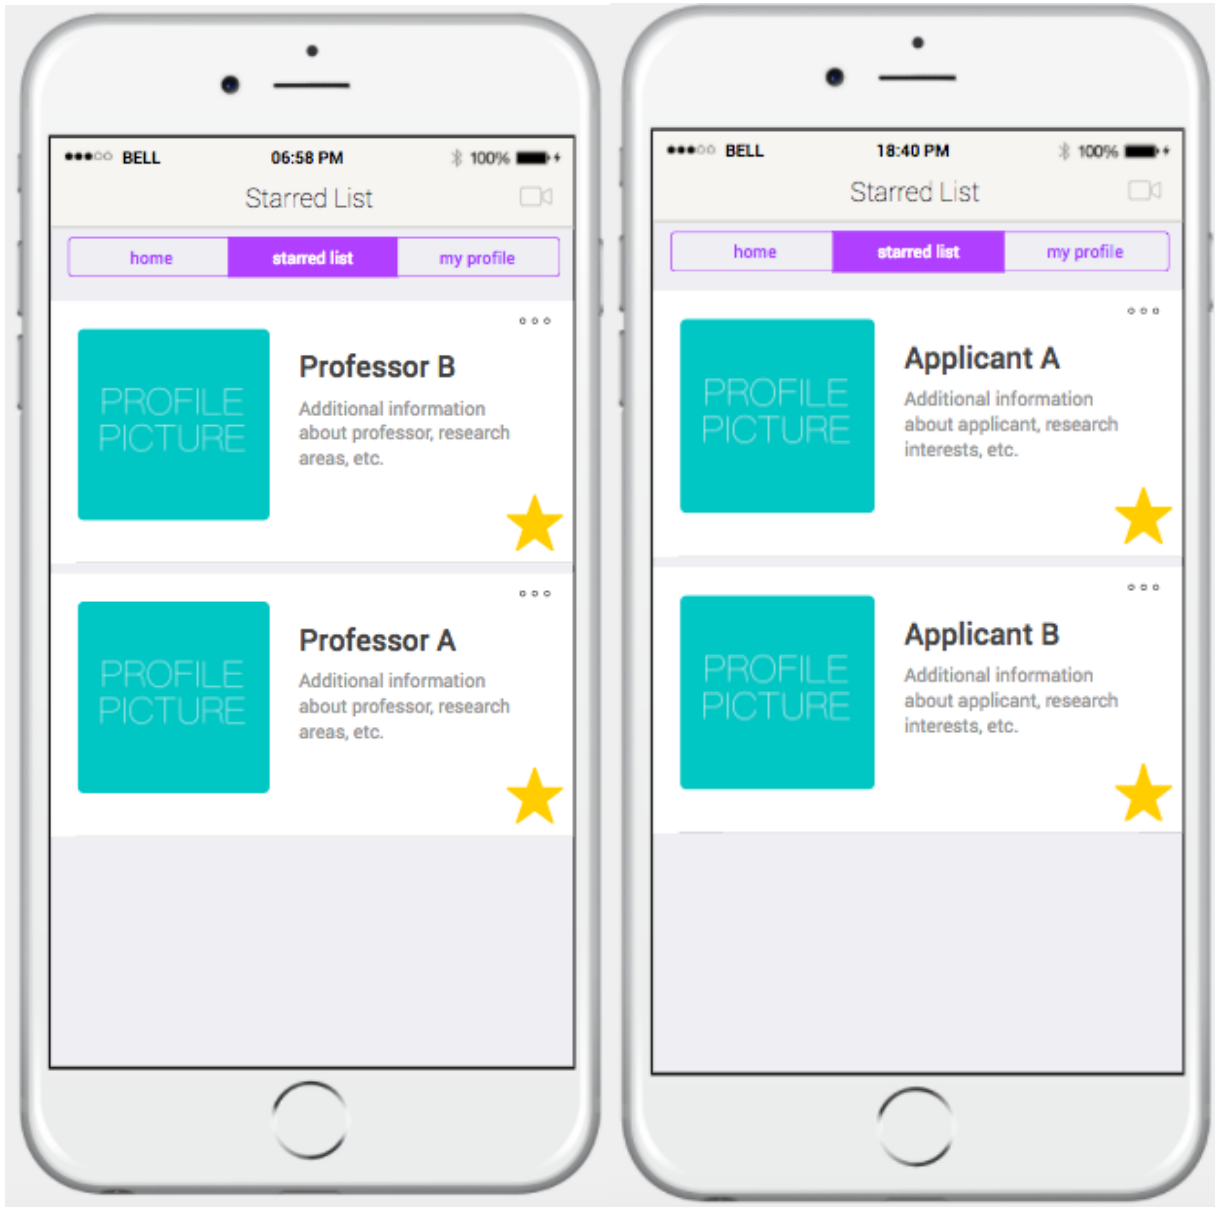 BELL 06:58 PM 100%
Starred List
home starred list my profile
PROFILE
PICTURE
Professor B
Additional information
about professor, research
areas, etc.
PROFILE
PICTURE
Professor A
Additional information
about professor, research
areas, etc.
BELL 18:40 PM 100%
Starred List
home starred list my profile
PROFILE
PICTURE
Applicant A
Additional information
about applicant, research
interests, etc.
PROFILE
PICTURE
Applicant B
Additional information
about applicant, research
interests, etc.